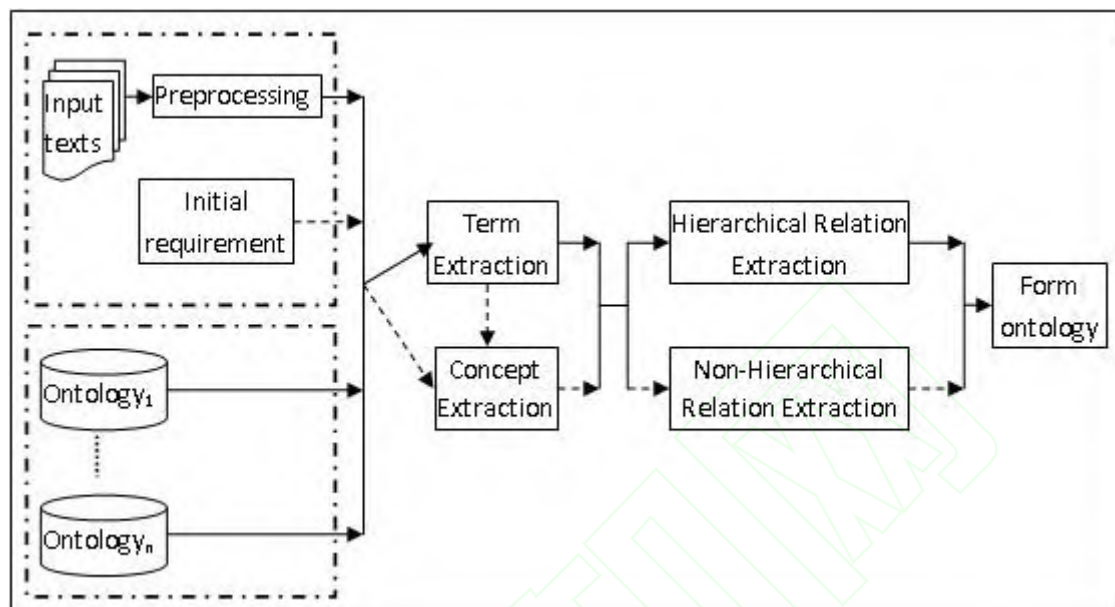 Input
texts
Preprocessing
Initial
requirement
Term
Extraction
Hierarchical Relation
Extraction
Form
ontology
Concept
Extraction
Non-Hierarchical
Relation Extraction
Ontology₁
Ontologyₙ